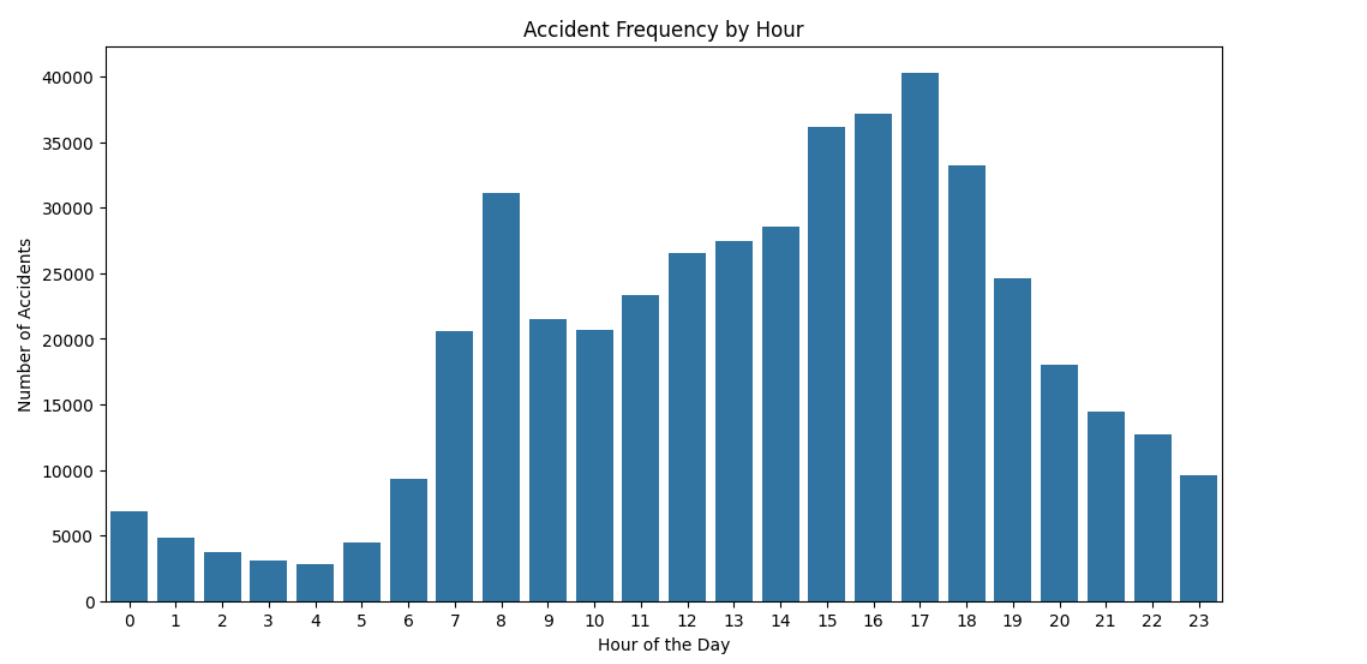 Accident Frequency by Hour
Number of Accidents
40000
35000
30000
25000
20000
15000
10000
5000
0
0 1 2 3 4 5 6 7 8 9 10 11 12 13 14 15 16 17 18 19 20 21 22 23
Hour of the Day